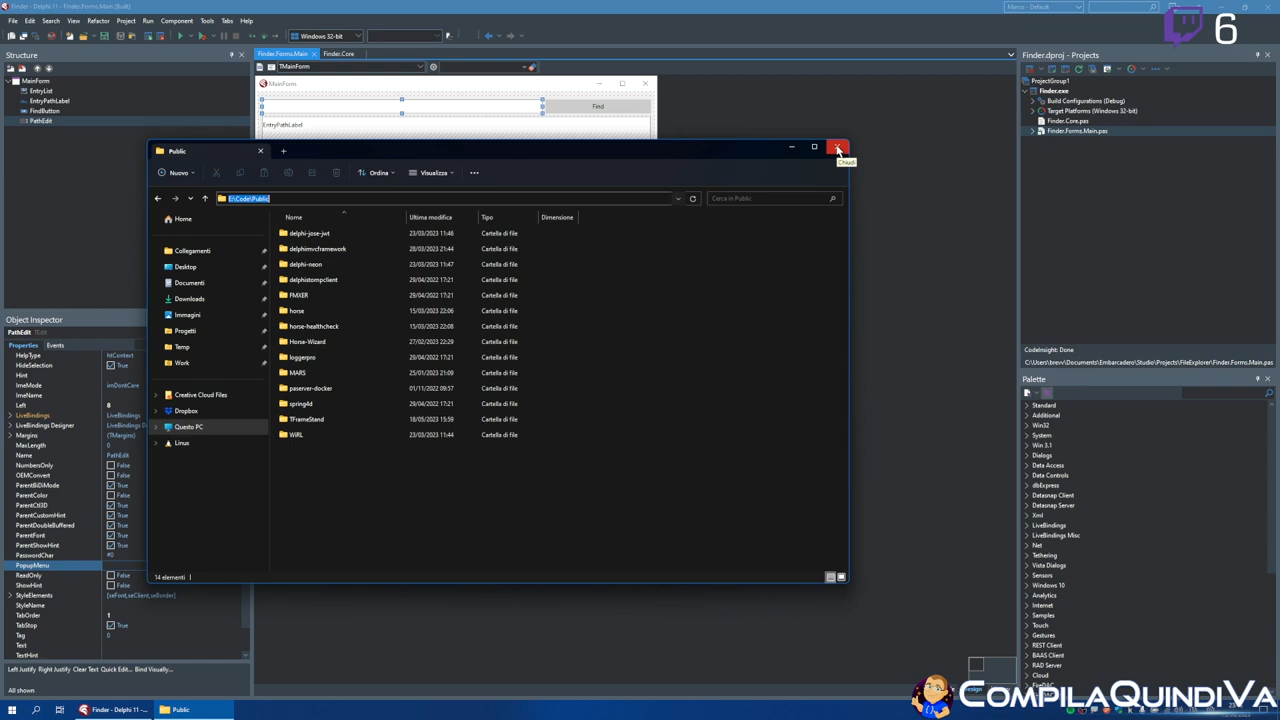 Finder - Delphi 11 - Finder.Forms.Main [Built]
Marco - Default
6
File Edit Search View Refactor Project Run Component Tools Tabs Help
Windows 32-bit
Structure
MainForm
EntryList
EntryPathLabel
FindButton
PathEdit
Finder.Forms.Main
Finder.Core
TMainForm
MainForm
Find
EntryPathLabel
Finder.dproj - Projects
ProjectGroup1
Finder.exe
Build Configurations (Debug)
Target Platforms (Windows 32-bit)
Finder.Core.pas
Finder.Forms.Main.pas
CodeInsight: Done
C:\Users\brevv\Documents\Embarcadero\Studio\Projects\FileExplorer\Finder.Forms.Main.pas
Public
Chiudi
Nuovo
Ordina
Visualizza
E:\Code\Public
Cerca in Public
Home
Collegamenti
Desktop
Documenti
Downloads
Immagini
Progetti
Temp
Work
Creative Cloud Files
Dropbox
Questo PC
Linux
Nome Ultima modifica Tipo Dimensione
delphi-jose-jwt 23/03/2023 11:46 Cartella di file
delphimvcframework 28/03/2023 21:44 Cartella di file
delphi-neon 23/03/2023 11:47 Cartella di file
delphistompclient 29/04/2022 17:21 Cartella di file
FMXER 29/04/2022 17:21 Cartella di file
horse 15/03/2023 22:06 Cartella di file
horse-healthcheck 15/03/2023 22:08 Cartella di file
Horse-Wizard 27/02/2023 22:29 Cartella di file
loggerpro 29/04/2022 17:21 Cartella di file
MARS 25/01/2023 21:09 Cartella di file
paserver-docker 01/11/2022 09:57 Cartella di file
spring4d 29/04/2022 17:21 Cartella di file
TFrameStand 18/05/2023 15:59 Cartella di file
WiRL 23/03/2023 11:44 Cartella di file
14 elementi
Object Inspector
PathEdit TEdit
Properties Events
HelpType htContext
HideSelection True
Hint
ImeMode imDontCare
ImeName
Left 8
LiveBindings LiveBindings
LiveBindings Designer LiveBindings
Margins (TMargins)
MaxLength 0
Name PathEdit
NumbersOnly False
OEMConvert False
ParentBiDiMode True
ParentColor False
ParentCtl3D True
ParentCustomHint True
ParentDoubleBuffered True
ParentFont True
ParentShowHint True
PasswordChar #0
PopupMenu
ReadOnly False
ShowHint False
StyleElements [seFont,seClient,seBorder]
StyleName
TabOrder 1
TabStop True
Tag 0
Text
TextHint
Left Justify Right Justify Clear Text Quick Edit... Bind Visually...
All shown
Palette
Standard
Additional
Win32
System
Win 3.1
Dialogs
Data Access
Data Controls
dbExpress
Datasnap Client
Datasnap Server
Xml
LiveBindings
LiveBindings Misc
Net
Tethering
Vista Dialogs
Sensors
Windows 10
Analytics
Internet
Samples
Touch
Gestures
REST Client
BAAS Client
RAD Server
Cloud
FireDAC
Design
CompilaQuindiVa
Finder - Delphi 11 - ...
Public